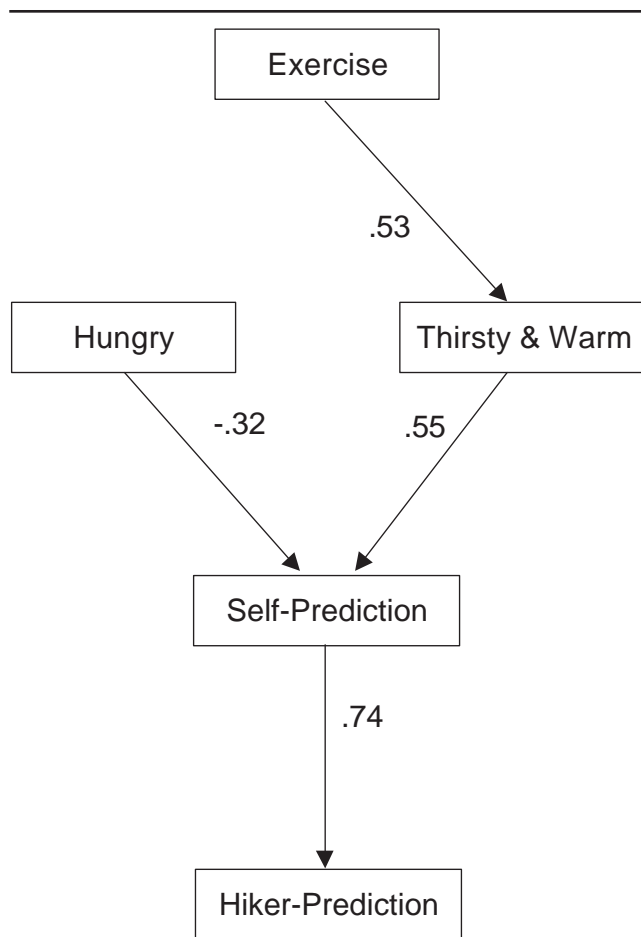 Exercise
.53
Hungry
Thirsty & Warm
-.32
.55
Self-Prediction
.74
Hiker-Prediction